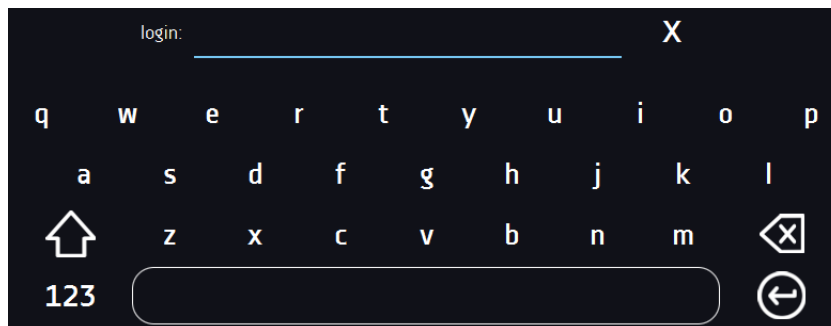 login: X
q w e r t y u i o p
a s d f g h j k l
z x c v b n m
123